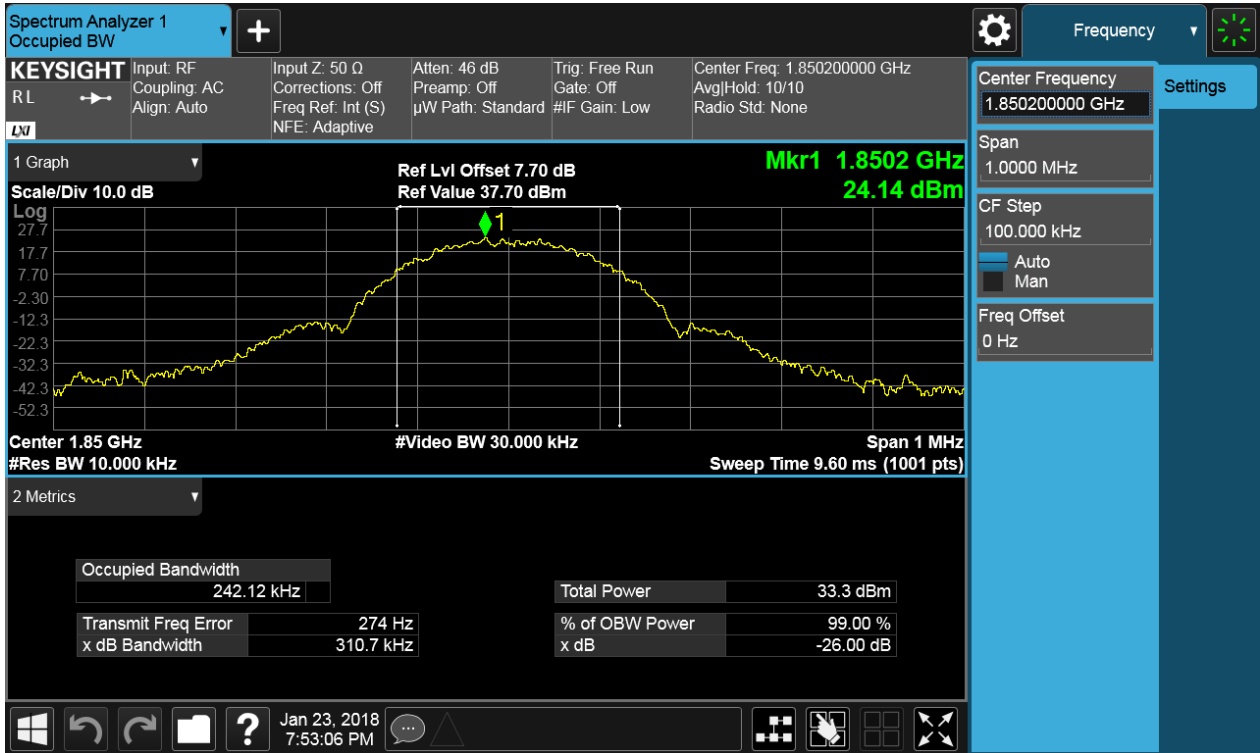 Spectrum Analyzer 1
Occupied BW
+
Frequency
KEYSIGHT
R L
LXI
Input: RF
Coupling: AC
Align: Auto
Input Z: 50 Ω
Corrections: Off
Freq Ref: Int (S)
NFE: Adaptive
Atten: 46 dB
Preamp: Off
µW Path: Standard
Trig: Free Run
Gate: Off
#IF Gain: Low
Center Freq: 1.850200000 GHz
Avg|Hold: 10/10
Radio Std: None
Center Frequency
1.850200000 GHz
Settings
Span
1.0000 MHz
CF Step
100.000 kHz
Auto
Man
Freq Offset
0 Hz
1 Graph
Scale/Div 10.0 dB
Ref Lvl Offset 7.70 dB
Ref Value 37.70 dBm
Mkr1 1.8502 GHz
24.14 dBm
Log
27.7
17.7
7.70
-2.30
-12.3
-22.3
-32.3
-42.3
-52.3
1
Center 1.85 GHz
#Res BW 10.000 kHz
#Video BW 30.000 kHz
Span 1 MHz
Sweep Time 9.60 ms (1001 pts)
2 Metrics
Occupied Bandwidth
242.12 kHz
Transmit Freq Error 274 Hz
x dB Bandwidth 310.7 kHz
Total Power 33.3 dBm
% of OBW Power 99.00 %
x dB -26.00 dB
?
Jan 23, 2018
7:53:06 PM